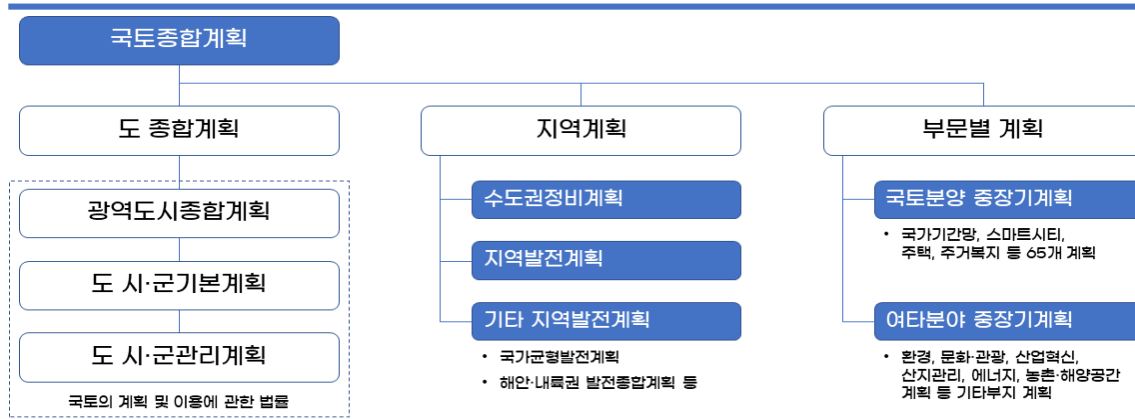 국토종합계획
도 종합계획
지역계획
부문별 계획
광역도시종합계획
도 시·군기본계획
도 시·군관리계획
국토의 계획 및 이용에 관한 법률
수도권정비계획
지역발전계획
기타 지역발전계획
• 국가균형발전계획
• 해안·내륙권 발전종합계획 등
국토분양 중장기계획
• 국가기간망, 스마트시티,
주택, 주거복지 등 65개 계획
여타분야 중장기계획
• 환경, 문화·관광, 산업혁신,
산지관리, 에너지, 농촌·해양공간
계획 등 기타부지 계획